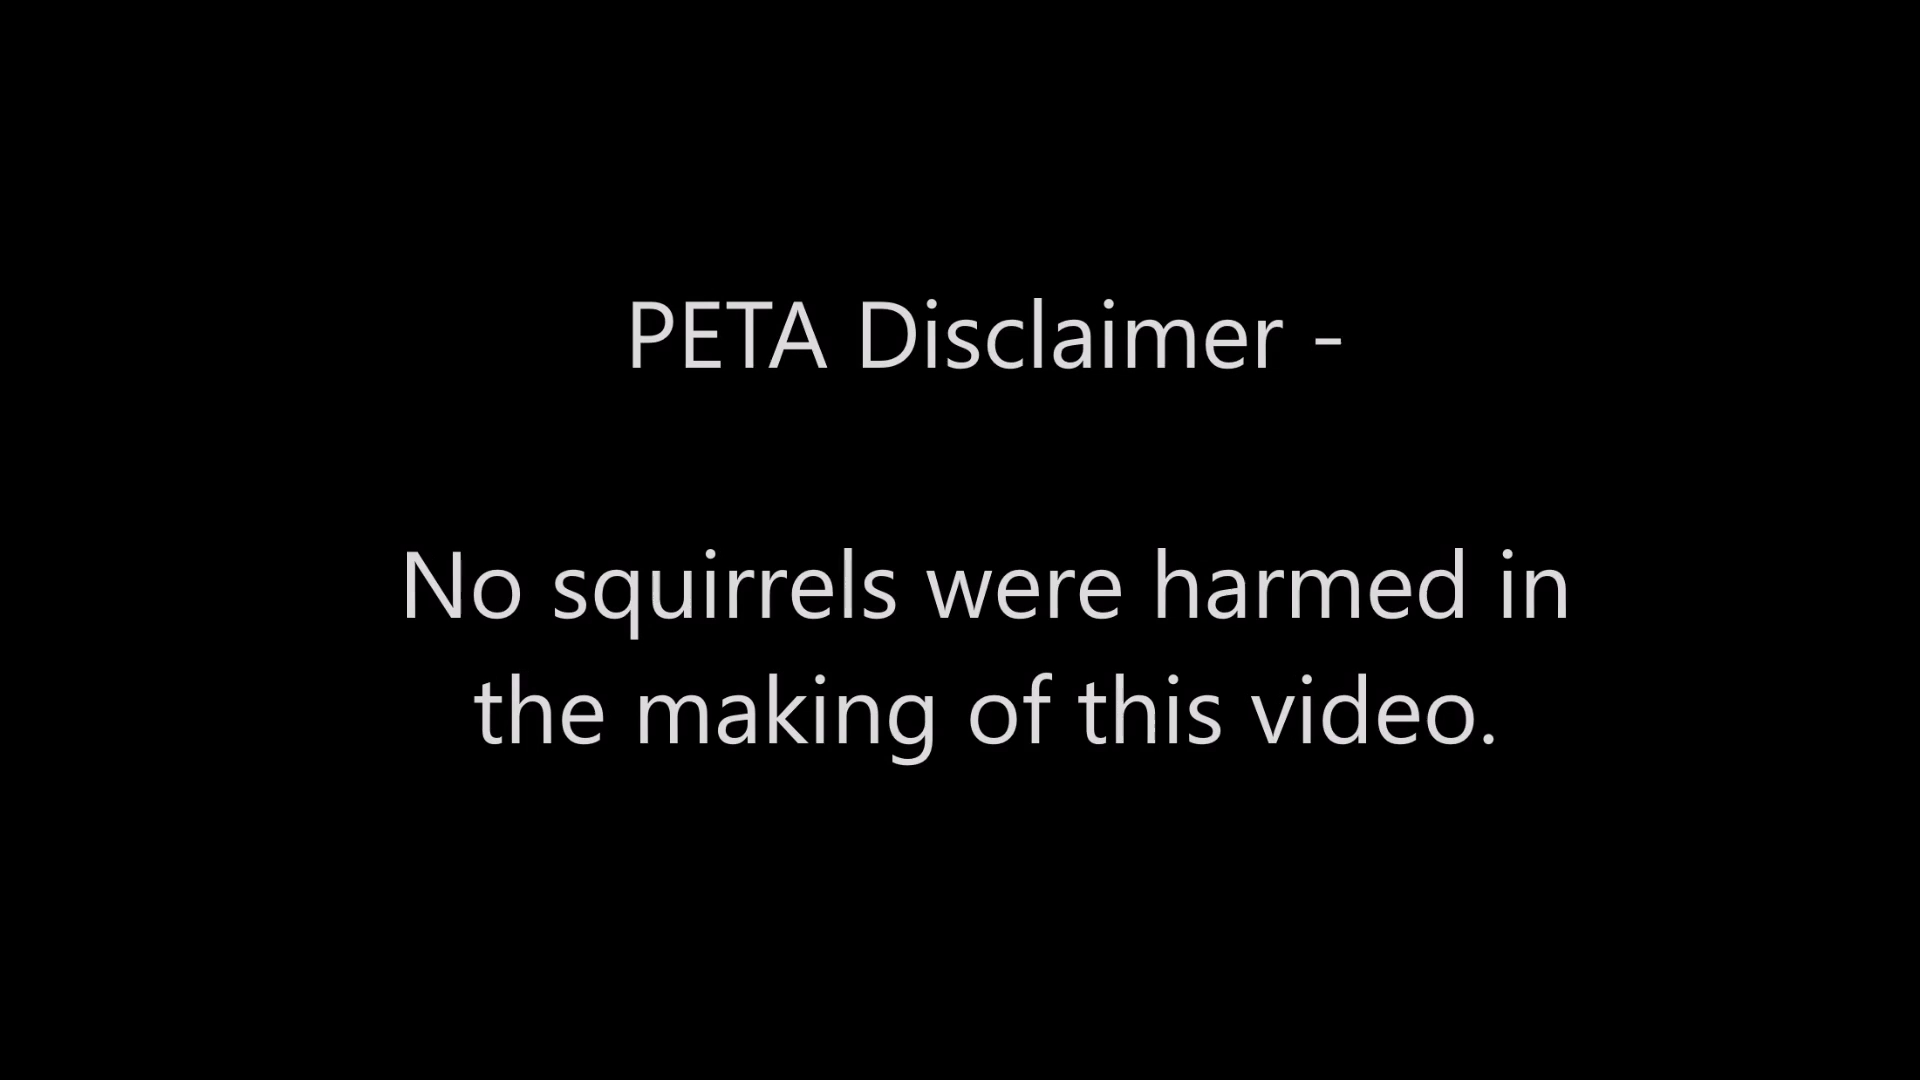 PETA Disclaimer -
No squirrels were harmed in
the making of this video.